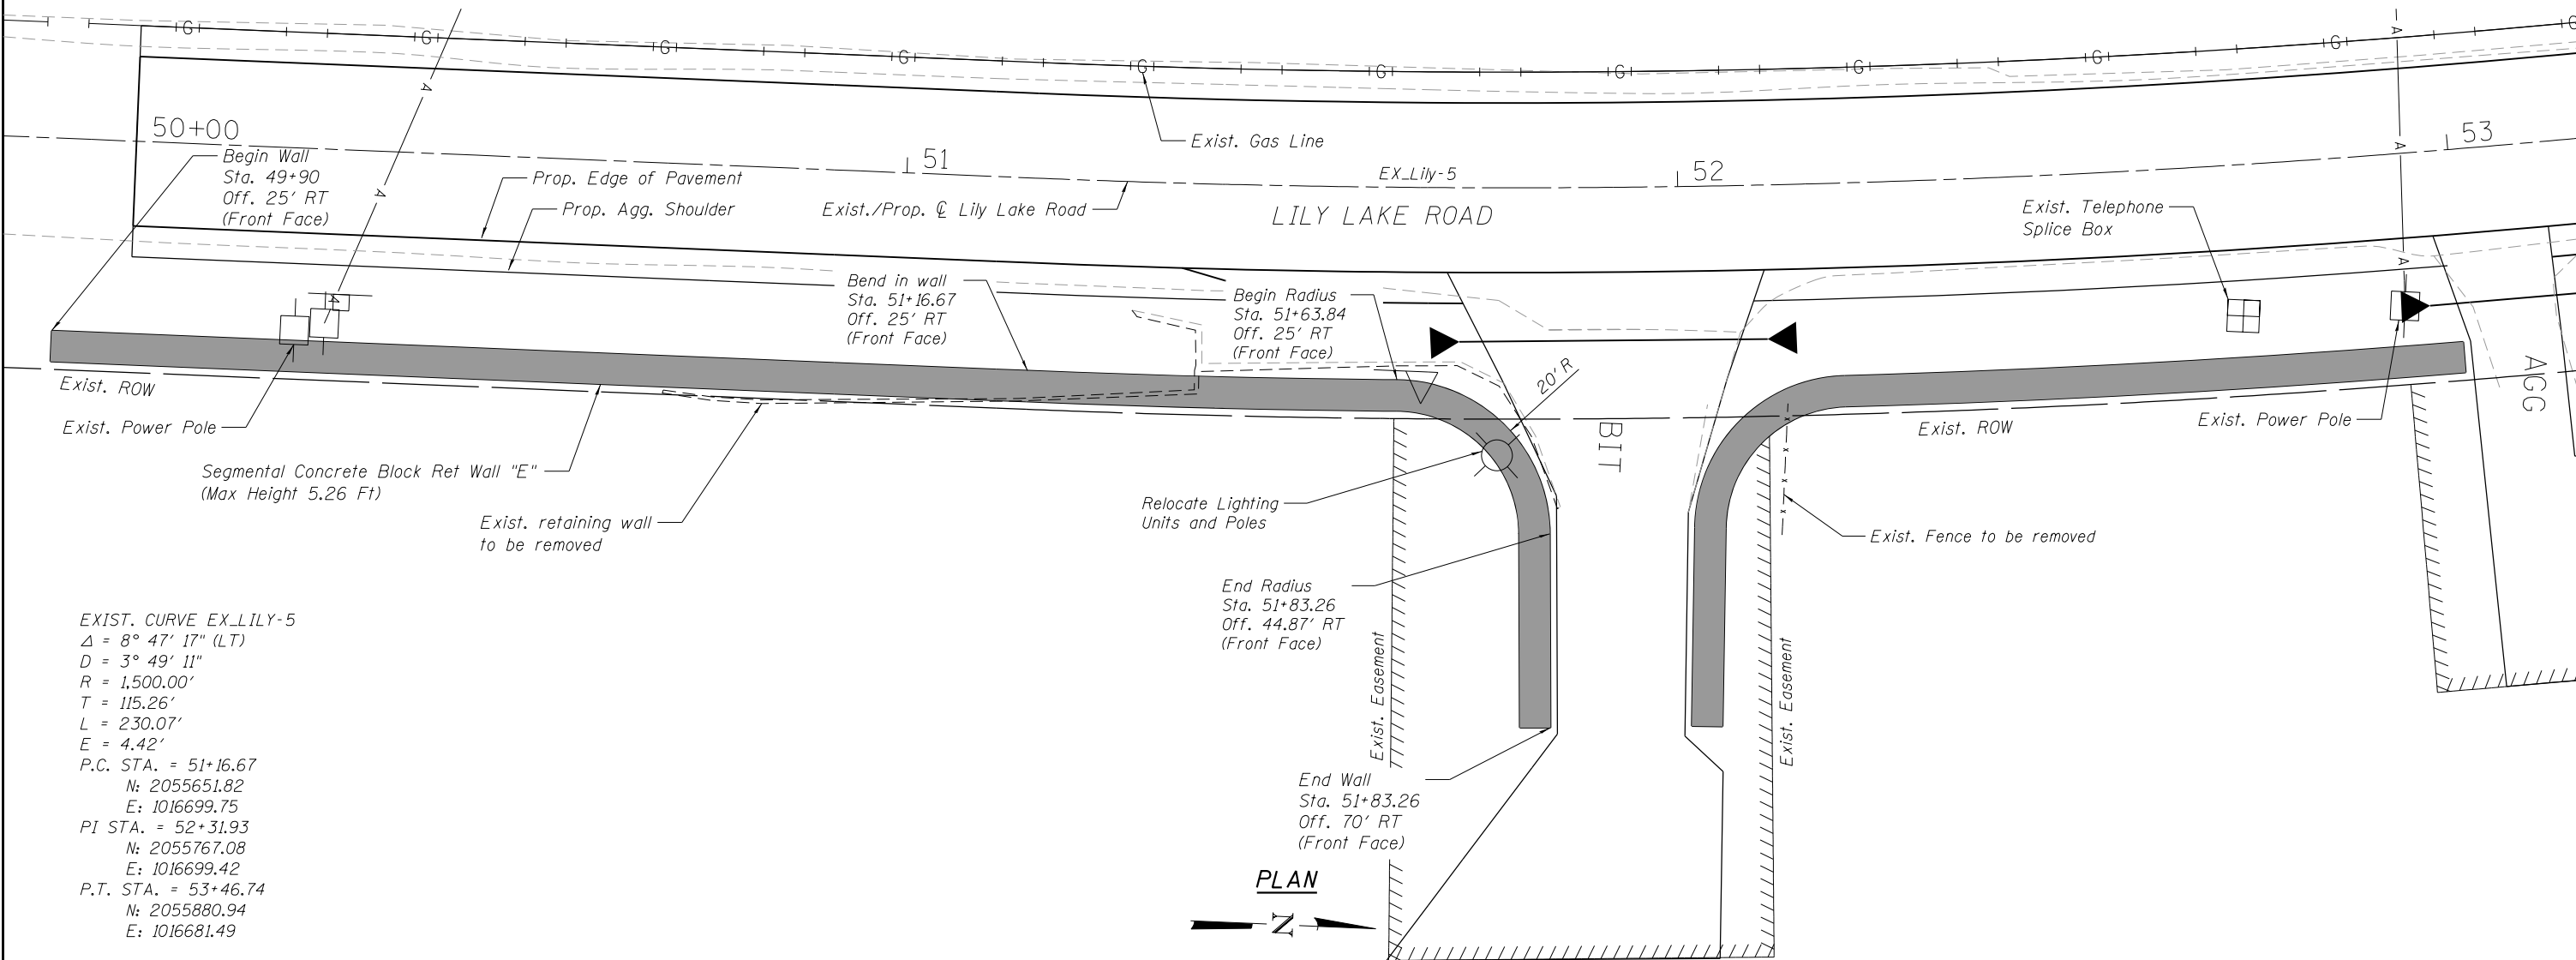 50+00
Begin Wall
Sta. 49+90
Off. 25' RT
(Front Face)
Prop. Edge of Pavement
Prop. Agg. Shoulder
51
Exist./Prop. ℄ Lily Lake Road
Exist. Gas Line
EX_Lily-5
LILY LAKE ROAD
52
53
Exist. Telephone
Splice Box
Bend in wall
Sta. 51+16.67
Off. 25' RT
(Front Face)
Begin Radius
Sta. 51+63.84
Off. 25' RT
(Front Face)
20' R
Exist. ROW
Exist. Power Pole
Segmental Concrete Block Ret Wall "E"
(Max Height 5.26 Ft)
Exist. retaining wall
to be removed
BIT
Exist. ROW
Exist. Power Pole
AGG
Relocate Lighting
Units and Poles
Exist. Fence to be removed
End Radius
Sta. 51+83.26
Off. 44.87' RT
(Front Face)
Exist. Easement
Exist. Easement
End Wall
Sta. 51+83.26
Off. 70' RT
(Front Face)
EXIST. CURVE EX_LILY-5
Δ = 8° 47' 17" (LT)
D = 3° 49' 11"
R = 1,500.00'
T = 115.26'
L = 230.07'
E = 4.42'
P.C. STA. = 51+16.67
N: 2055651.82
E: 1016699.75
PI STA. = 52+31.93
N: 2055767.08
E: 1016699.42
P.T. STA. = 53+46.74
N: 2055880.94
E: 1016681.49
PLAN
N
G
G
G
G
G
G
G
G
G
G
G
A
A
A
A
A
A